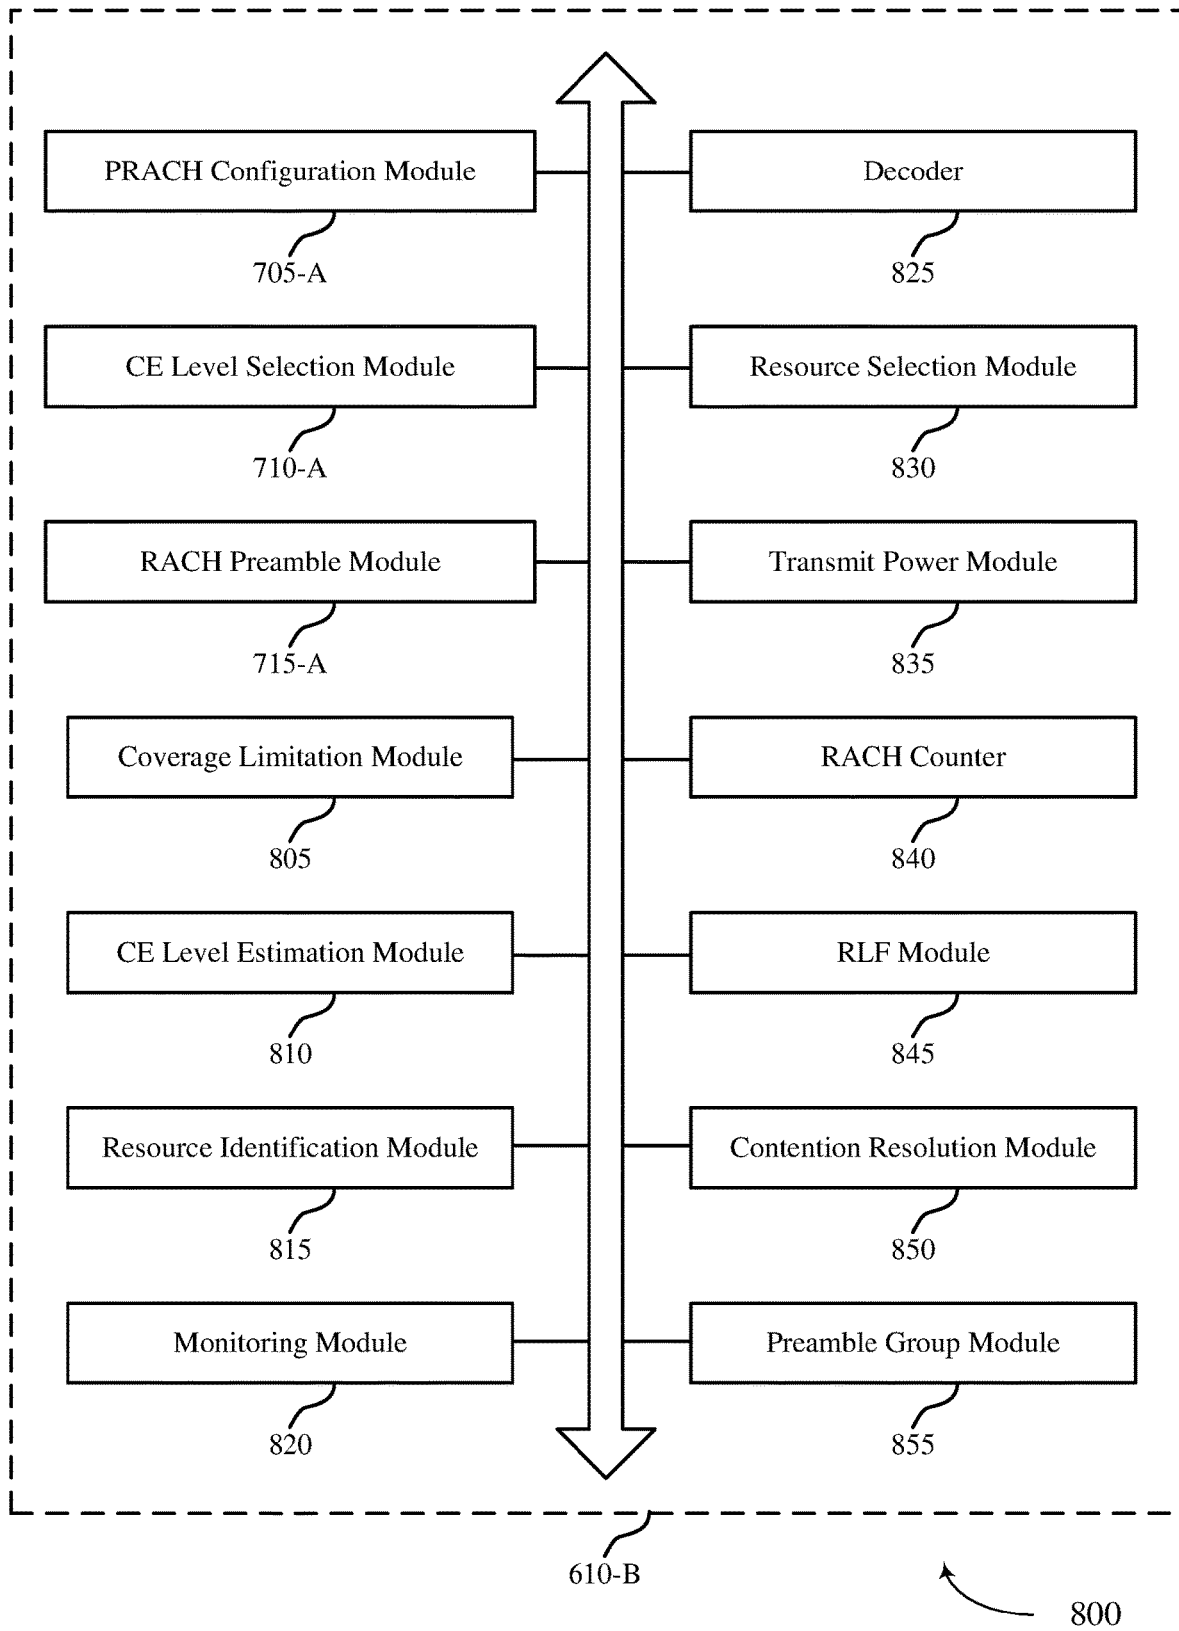 PRACH Configuration Module
705-A
Decoder
825
CE Level Selection Module
710-A
Resource Selection Module
830
RACH Preamble Module
715-A
Transmit Power Module
835
Coverage Limitation Module
805
RACH Counter
840
CE Level Estimation Module
810
RLF Module
845
Resource Identification Module
815
Contention Resolution Module
850
Monitoring Module
820
Preamble Group Module
855
610-B
800